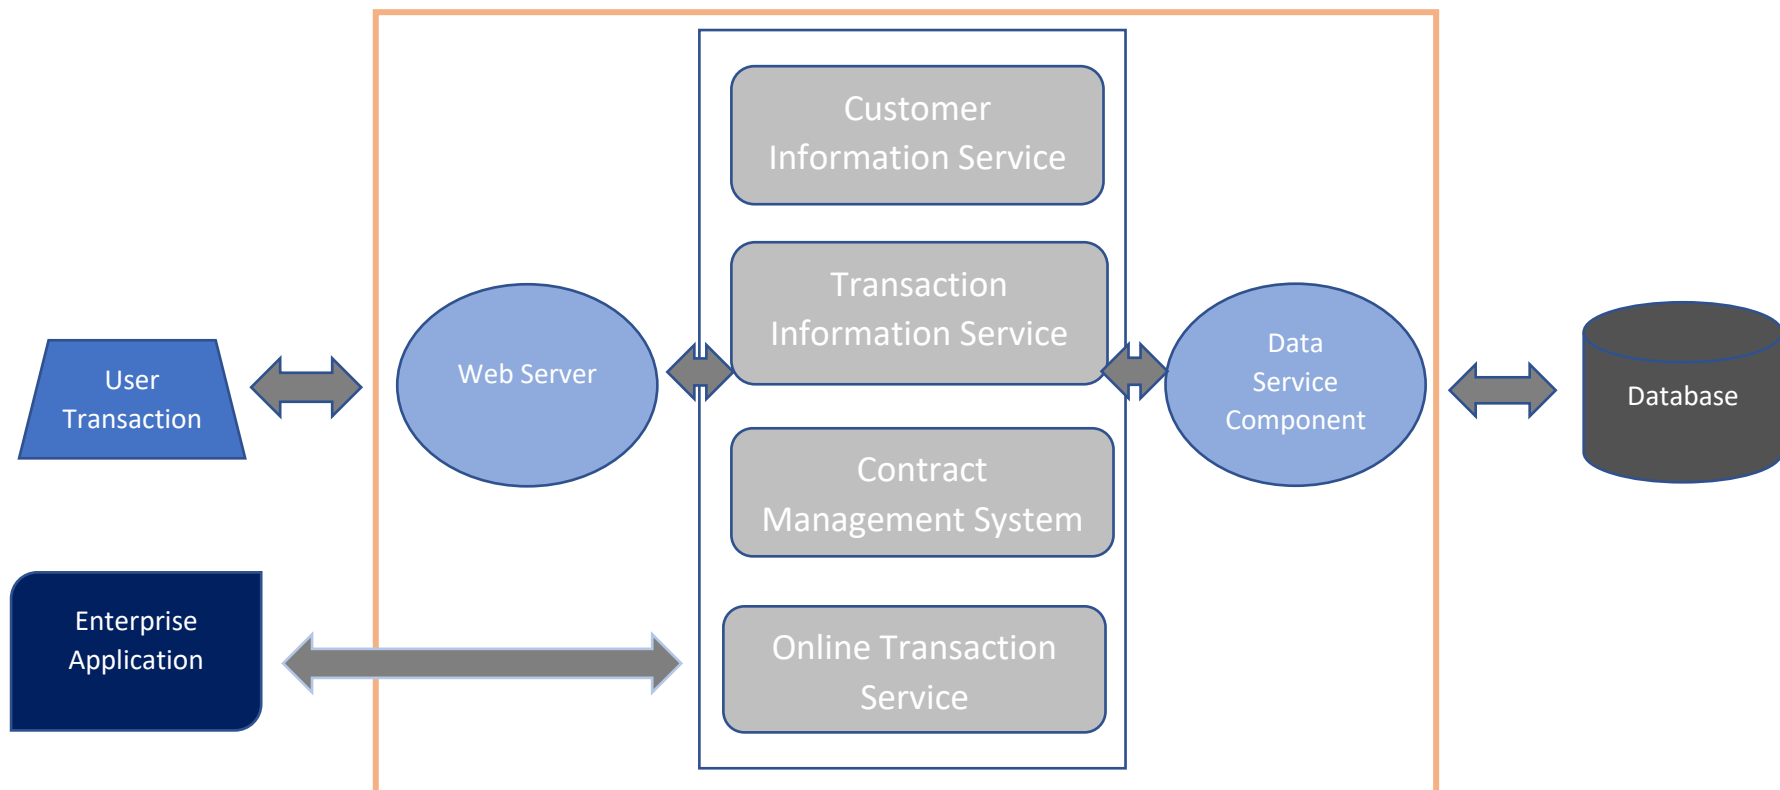 Customer
Information Service
Transaction
Information Service
User
Transaction
Web Server
Data
Service
Component
Database
Contract
Management System
Enterprise
Application
Online Transaction
Service